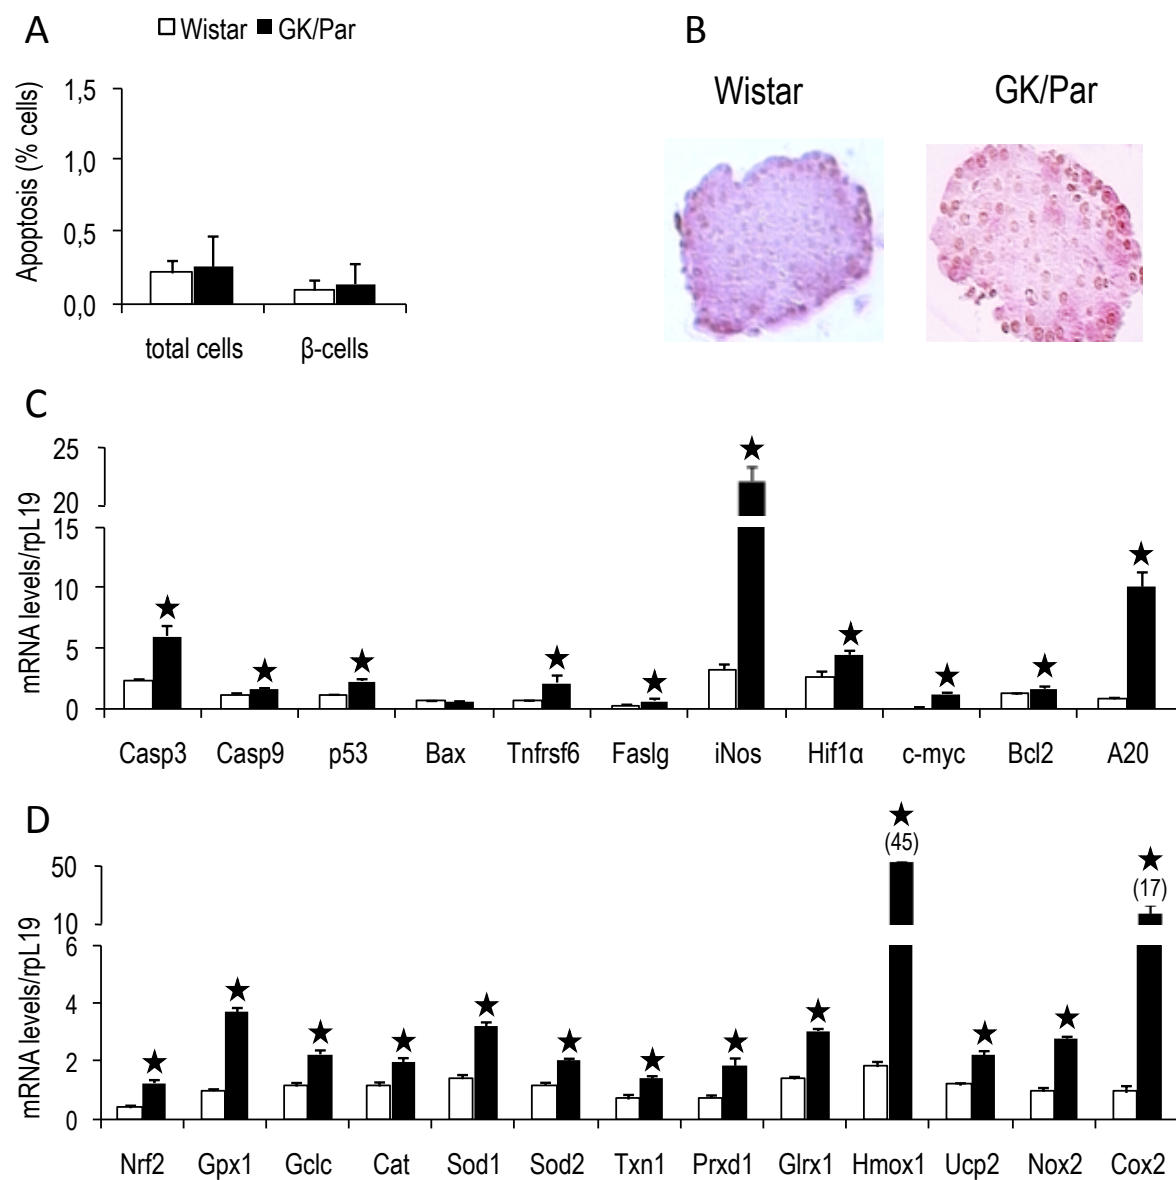 A
Wistar GK/Par
Apoptosis (% cells)
1,5
1,0
0,5
0,0
total cells β-cells
B
Wistar GK/Par
C
mRNA levels/rpL19
25
20
15
10
5
0
★ ★ ★ ★ ★ ★ ★ ★ ★ ★
Casp3 Casp9 p53 Bax Tnfrsf6 Faslg iNos Hif1α c-myc Bcl2 A20
D
mRNA levels/rpL19
50
10
6
4
2
0
★ ★ ★ ★ ★ ★ ★ ★ ★ ★ ★ ★ ★
(45)
(17)
Nrf2 Gpx1 Gclc Cat Sod1 Sod2 Txn1 Prxd1 Glrx1 Hmox1 Ucp2 Nox2 Cox2